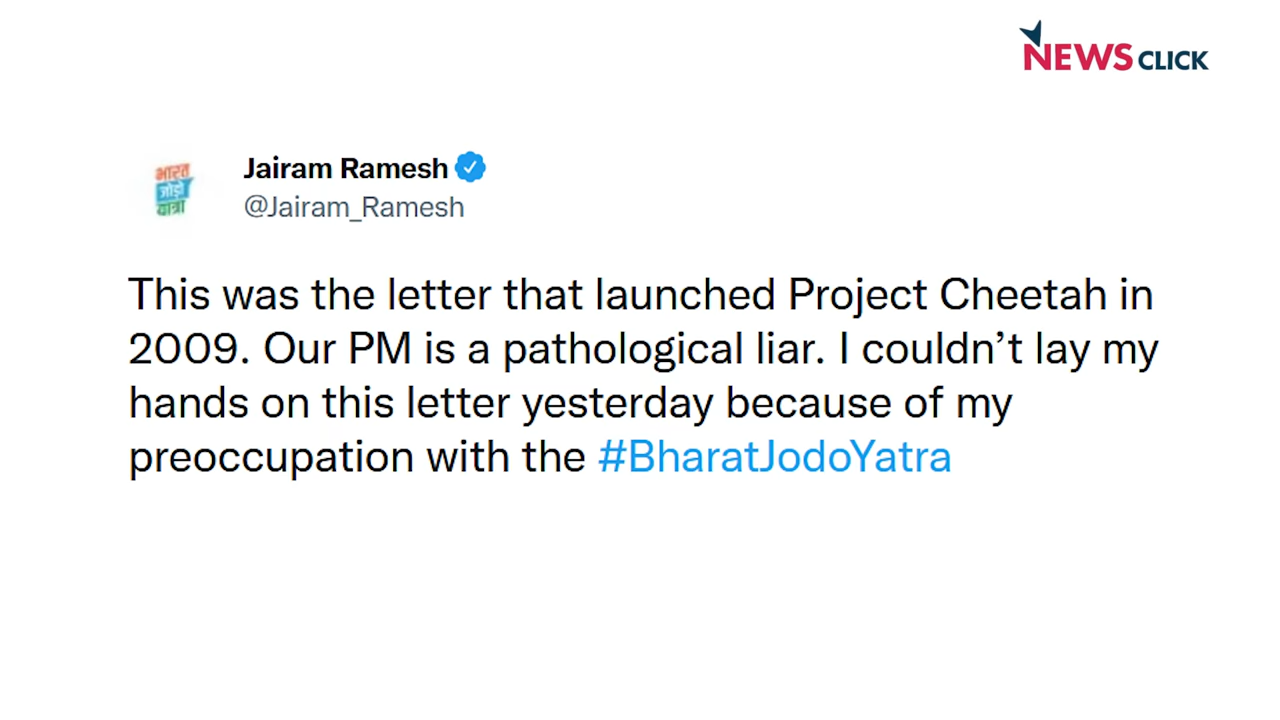 NEWS CLICK
भारत
जोड़ो
यात्रा
Jairam Ramesh
@Jairam_Ramesh
This was the letter that launched Project Cheetah in
2009. Our PM is a pathological liar. I couldn’t lay my
hands on this letter yesterday because of my
preoccupation with the #BharatJodoYatra